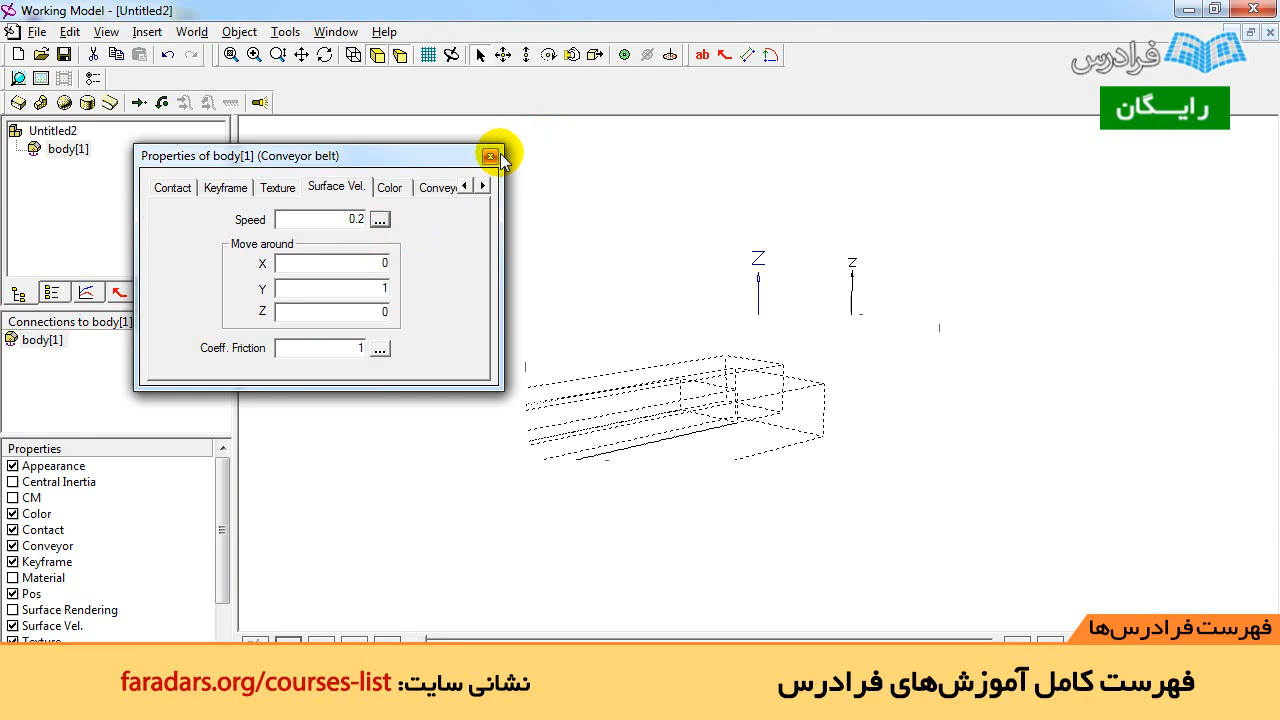 Working Model - [Untitled2]
File Edit View Insert World Object Tools Window Help
ab
فرادرس
رایـگان
Untitled2
body[1]
Properties of body[1] (Conveyor belt)
Contact Keyframe Texture Surface Vel. Color
Speed 0.2 ...
Move around
X 0
Y 1
Z 0
Coeff. Friction 1 ...
Connections to body[1]
body[1]
Z
z
Properties
Appearance
Central Inertia
CM
Color
Contact
Conveyor
Keyframe
Material
Pos
Surface Rendering
Surface Vel.
فهرست فرادرس‌ها
فهرست کامل آموزش‌های فرادرس
نشانی سایت: faradars.org/courses-list